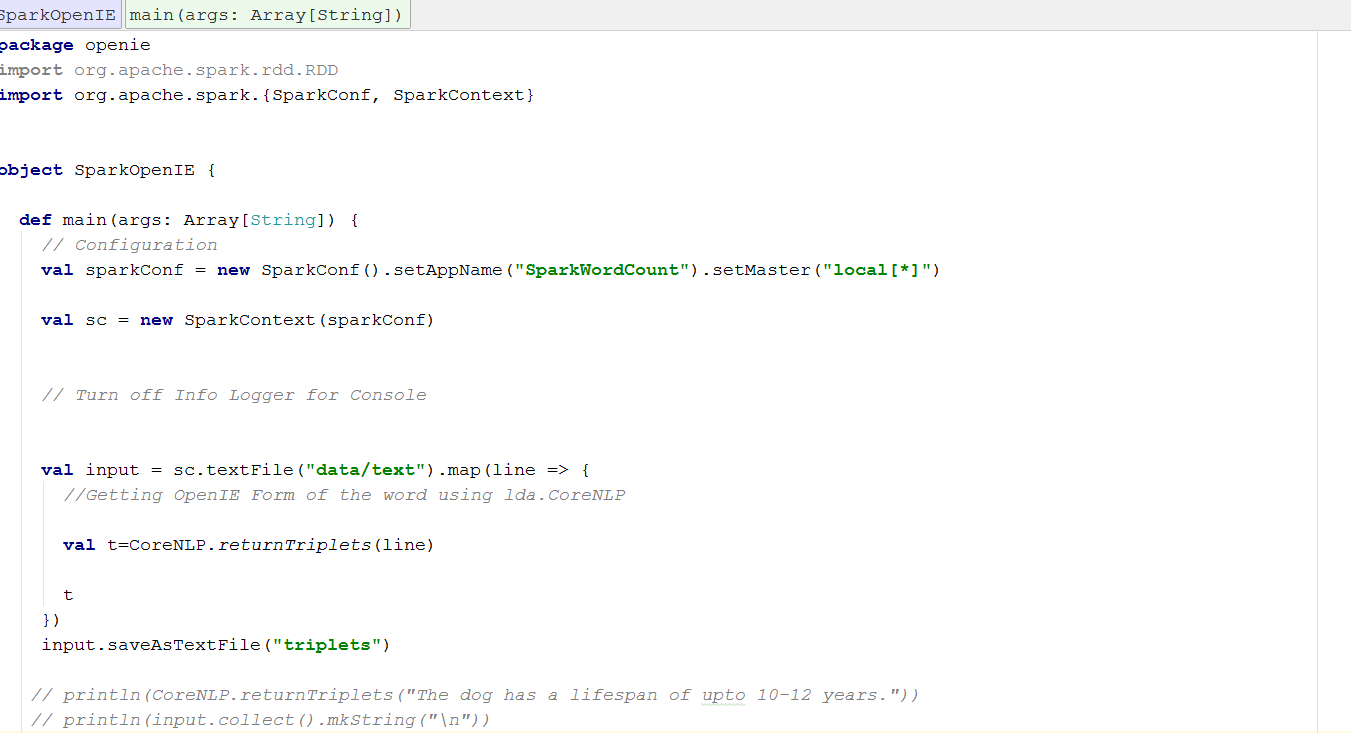 SparkOpenIE main(args: Array[String])
package openie
import org.apache.spark.rdd.RDD
import org.apache.spark.{SparkConf, SparkContext}
object SparkOpenIE {
def main(args: Array[String]) {
// Configuration
val sparkConf = new SparkConf().setAppName("SparkWordCount").setMaster("local[*]")
val sc = new SparkContext(sparkConf)
// Turn off Info Logger for Console
val input = sc.textFile("data/text").map(line => {
//Getting OpenIE Form of the word using lda.CoreNLP
val t=CoreNLP.returnTriplets(line)
t
})
input.saveAsTextFile("triplets")
// println(CoreNLP.returnTriplets("The dog has a lifespan of upto 10-12 years."))
// println(input.collect().mkString("\n"))